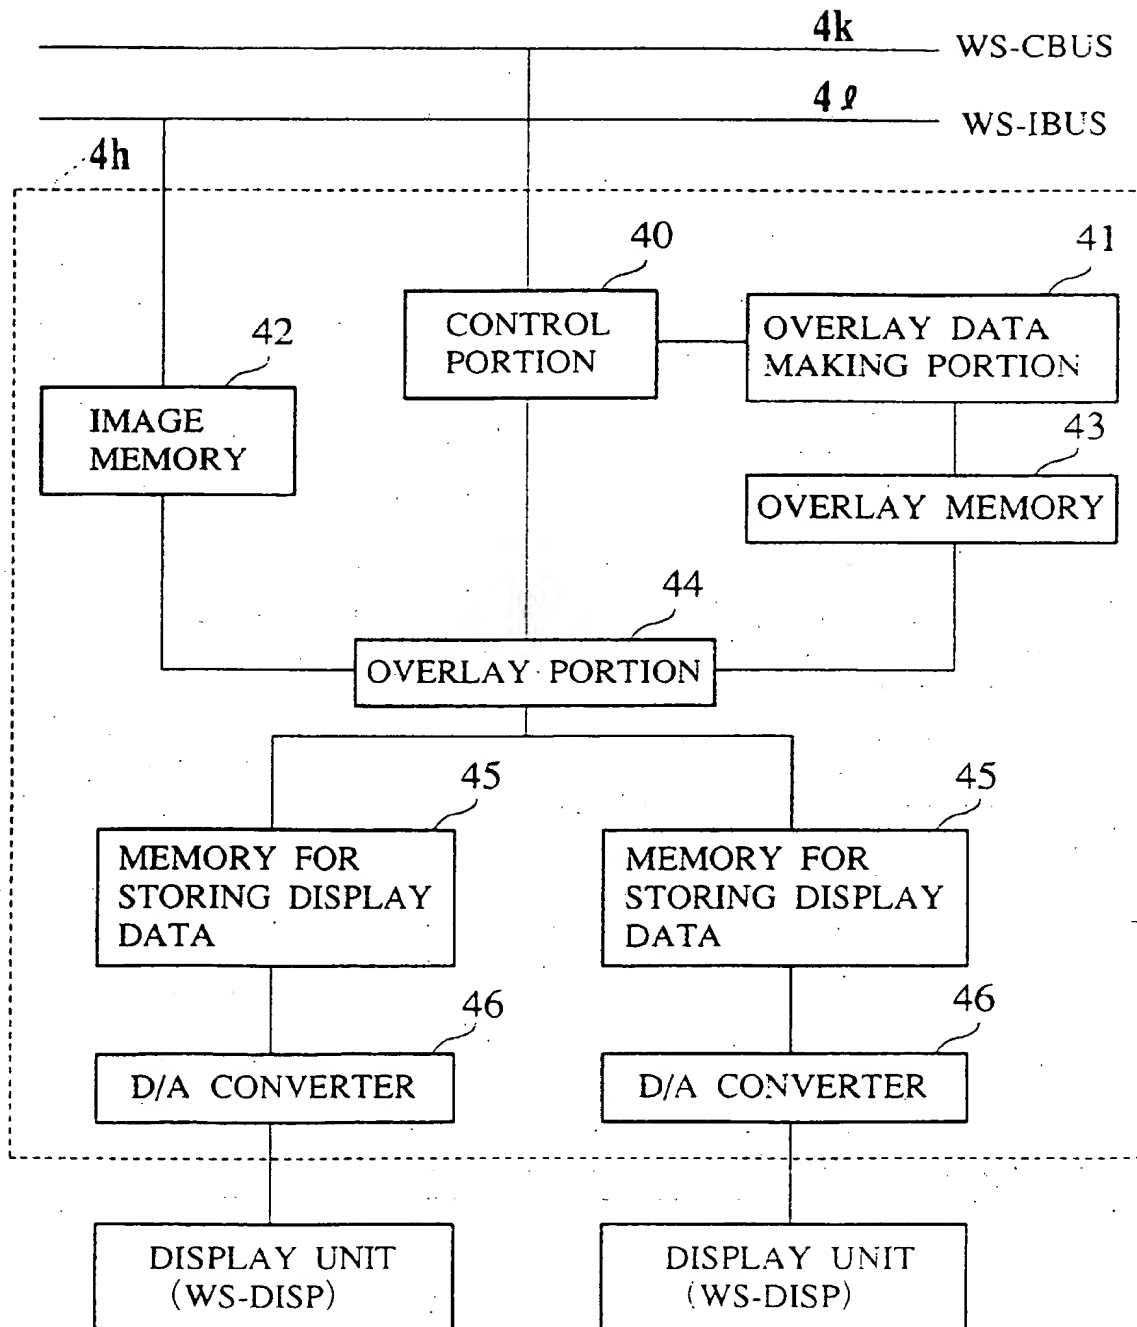 4k
WS-CBUS
4ℓ
WS-IBUS
4h
40
41
CONTROL
PORTION
OVERLAY DATA
MAKING PORTION
42
IMAGE
MEMORY
43
OVERLAY MEMORY
44
OVERLAY PORTION
45
45
MEMORY FOR
STORING DISPLAY
DATA
MEMORY FOR
STORING DISPLAY
DATA
46
46
D/A CONVERTER
D/A CONVERTER
DISPLAY UNIT
(WS-DISP)
DISPLAY UNIT
(WS-DISP)